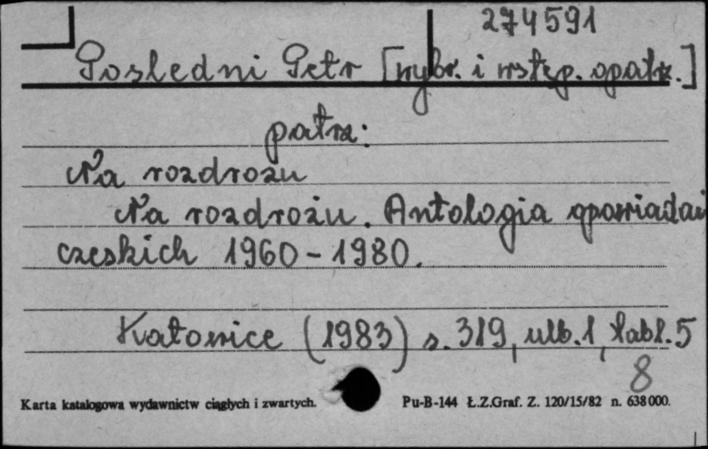 274591
Posledni Petr [wybr. i wstęp. opatrz.]
patrz:
Na rozdrożu
Na rozdrożu. Antologia opowiadań
czeskich 1960-1980.
Katowice (1983) s. 319, ulb. 1, tabl. 5
8
Karta katalogowa wydawnictw ciągłych i zwartych. Pu-B-144 Ł.Z.Graf. Z. 120/15/82 n. 638000.